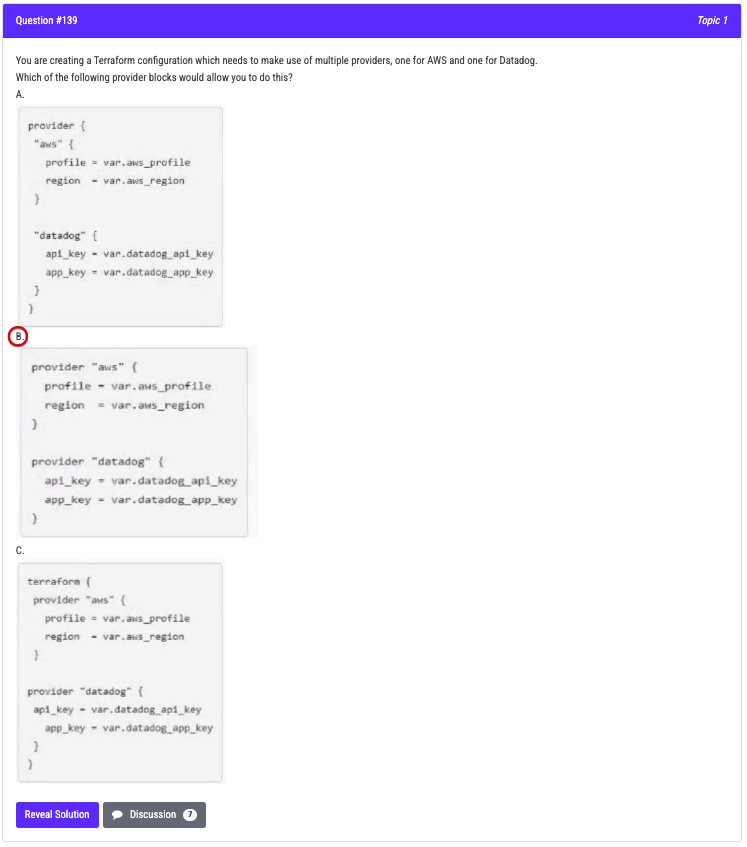 Question #139
Topic 1
You are creating a Terraform configuration which needs to make use of multiple providers, one for AWS and one for Datadog.
Which of the following provider blocks would allow you to do this?
A.
provider {
"aws" {
profile = var.aws_profile
region = var.aws_region
}
"datadog" {
api_key = var.datadog_api_key
app_key = var.datadog_app_key
}
}
B.
provider "aws" {
profile = var.aws_profile
region = var.aws_region
}
provider "datadog" {
api_key = var.datadog_api_key
app_key = var.datadog_app_key
}
C.
terraform {
provider "aws" {
profile = var.aws_profile
region = var.aws_region
}
provider "datadog" {
api_key = var.datadog_api_key
app_key = var.datadog_app_key
}
}
Reveal Solution
Discussion 7